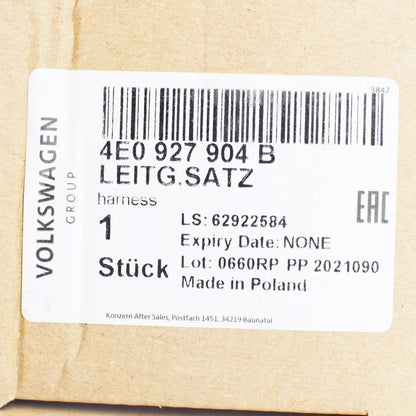 3847
4E0 927 904 B
LEITG.SATZ
harness
1
Stück
LS: 62922584
Expiry Date: NONE
Lot: 0660RP PP 2021090
Made in Poland
EAC
VOLKSWAGEN
GROUP
Konzern After Sales, Postfach 1451, 34219 Baunatal